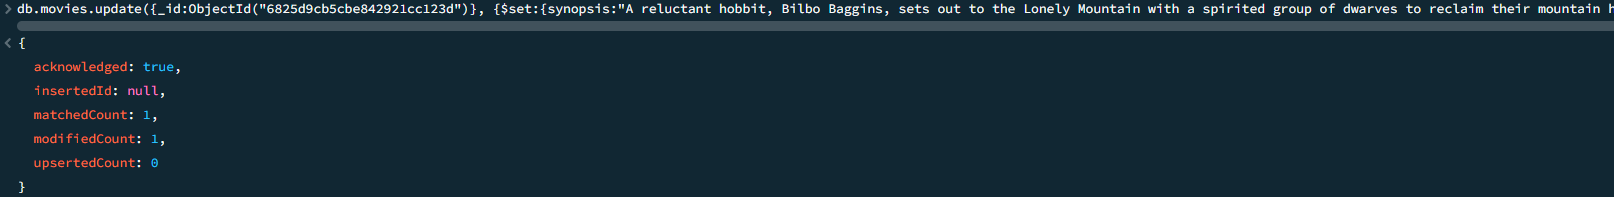 > db.movies.update({_id:ObjectId("6825d9cb5cbe842921cc123d")}, {$set:{synopsis:"A reluctant hobbit, Bilbo Baggins, sets out to the Lonely Mountain with a spirited group of dwarves to reclaim their mountain
< {
acknowledged: true,
insertedId: null,
matchedCount: 1,
modifiedCount: 1,
upsertedCount: 0
}